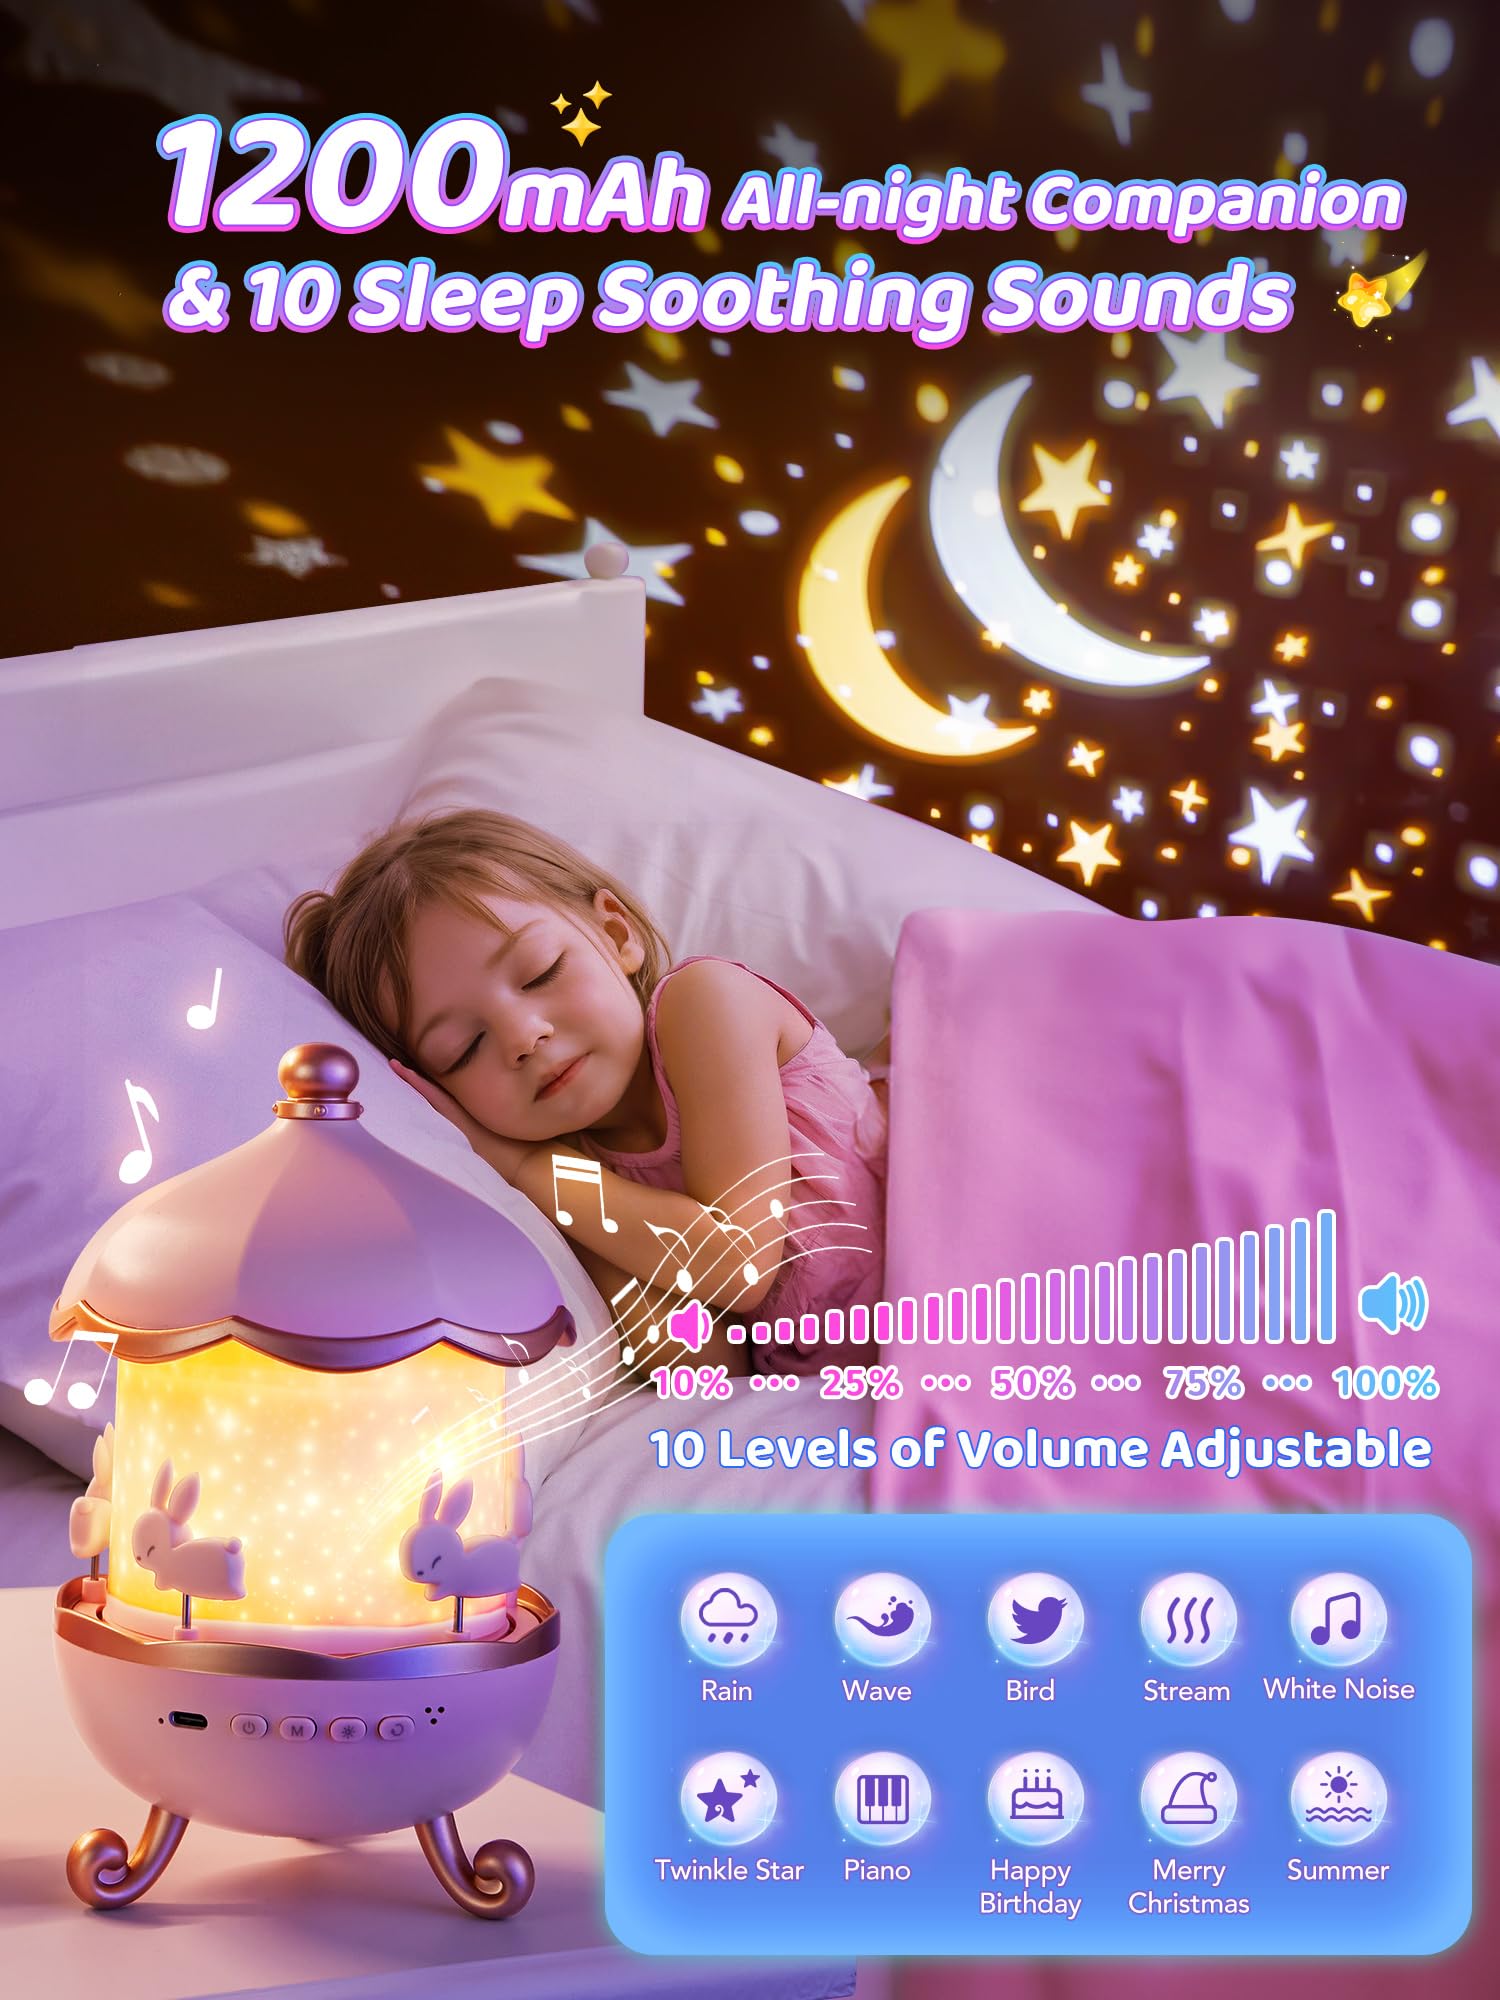 1200mAh All-night Companion
& 10 Sleep Soothing Sounds
10% ••• 25% ••• 50% ••• 75% ••• 100%
10 Levels of Volume Adjustable
M
Rain Wave Bird Stream White Noise
Twinkle Star Piano Happy Birthday Merry Christmas Summer